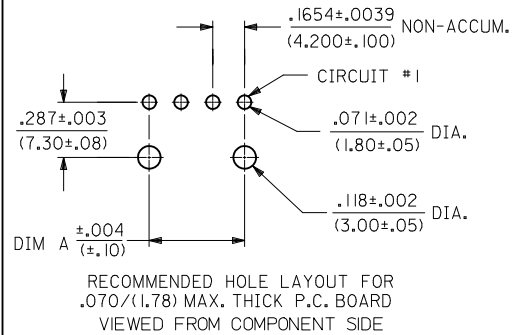 .1654±.0039
(4.200±.100) NON-ACCUM.
CIRCUIT #1
.287±.003
(7.30±.08)
.071±.002
(1.80±.05) DIA.
.118±.002
(3.00±.05) DIA.
DIM A ±.004
(±.10)
RECOMMENDED HOLE LAYOUT FOR
.070/(1.78) MAX. THICK P.C. BOARD
VIEWED FROM COMPONENT SIDE